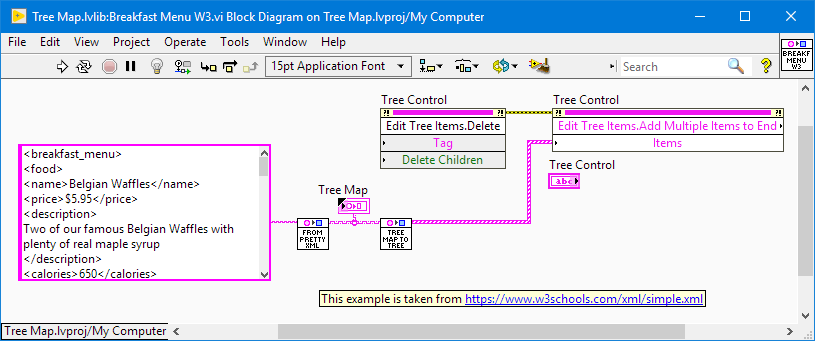 Tree Map.lvlib:Breakfast Menu W3.vi Block Diagram on Tree Map.lvproj/My Computer
File Edit View Project Operate Tools Window Help
15pt Application Font
Search
?
BREAKF
MENU
W3
Tree Control
Edit Tree Items.Delete
Tag
Delete Children
Tree Control
Edit Tree Items.Add Multiple Items to End
Items
Tree Control
abc
<breakfast_menu>
<food>
<name>Belgian Waffles</name>
<price>$5.95</price>
<description>
Two of our famous Belgian Waffles with
plenty of real maple syrup
</description>
<calories>650</calories>
Tree Map
FROM
PRETTY
XML
TREE
MAP TO
TREE
This example is taken from https://www.w3schools.com/xml/simple.xml
Tree Map.lvproj/My Computer